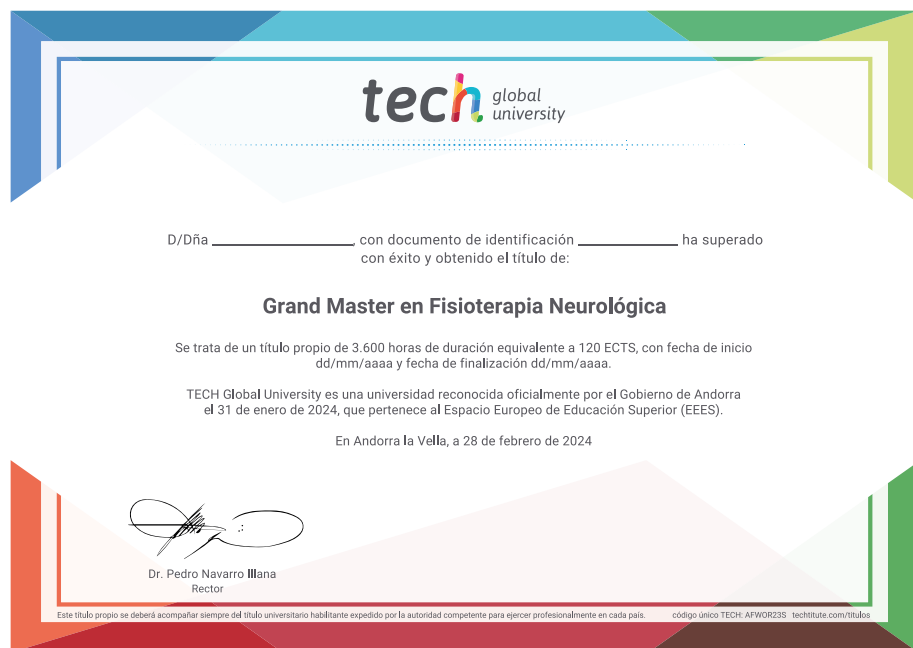 tech global university
D/Dña ______________, con documento de identificación __________ ha superado
con éxito y obtenido el título de:
Grand Master en Fisioterapia Neurológica
Se trata de un título propio de 3.600 horas de duración equivalente a 120 ECTS, con fecha de inicio
dd/mm/aaaa y fecha de finalización dd/mm/aaaa.
TECH Global University es una universidad reconocida oficialmente por el Gobierno de Andorra
el 31 de enero de 2024, que pertenece al Espacio Europeo de Educación Superior (EEES).
En Andorra la Vella, a 28 de febrero de 2024
Dr. Pedro Navarro Illana
Rector
Este título propio se deberá acompañar siempre del título universitario habilitante expedido por la autoridad competente para ejercer profesionalmente en cada país. código único TECH: AFWOR23S techtitute.com/titulos